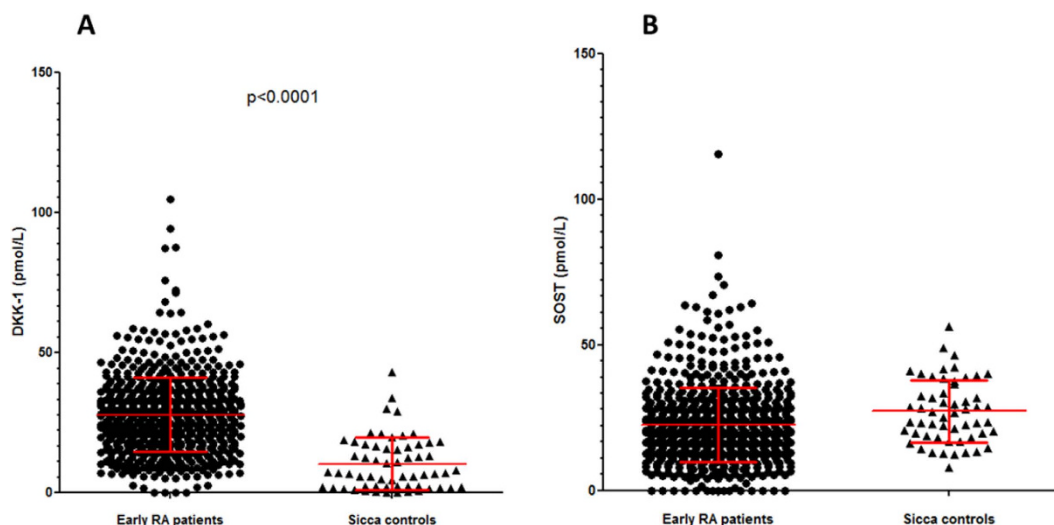 A
150
p<0.0001
100
DKK-1 (pmol/L)
50
0
Early RA patients
Sicca controls
B
150
100
SOST (pmol/L)
50
0
Early RA patients
Sicca controls